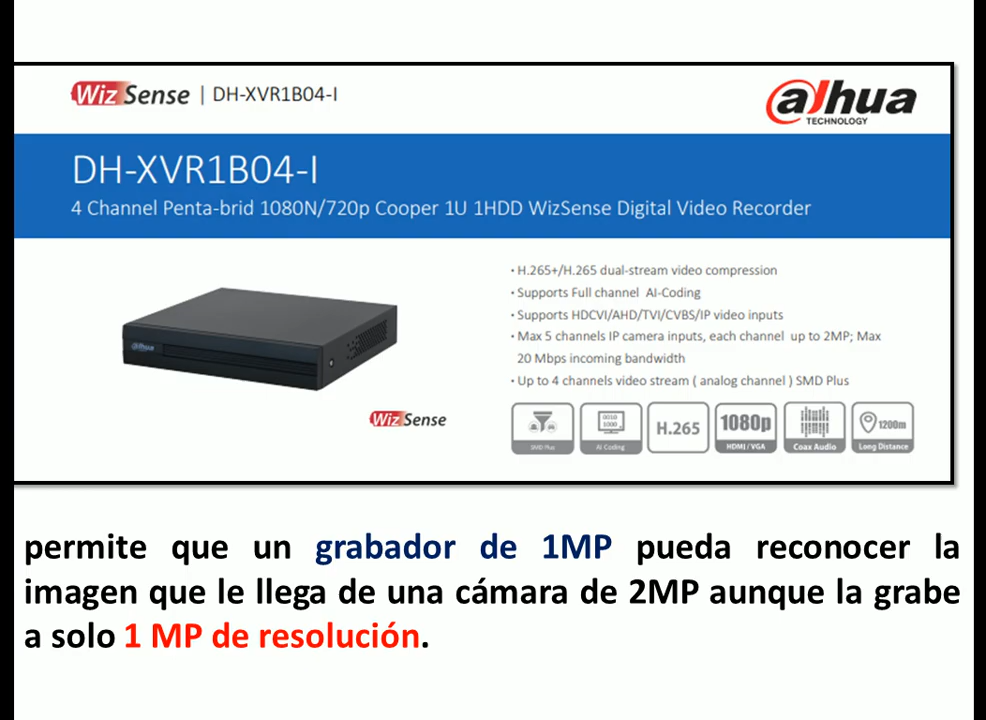 WizSense | DH-XVR1B04-I
alhua
TECHNOLOGY
DH-XVR1B04-I
4 Channel Penta-brid 1080N/720p Cooper 1U 1HDD WizSense Digital Video Recorder
• H.265+/H.265 dual-stream video compression
• Supports Full channel AI-Coding
• Supports HDCVI/AHD/TVI/CVBS/IP video inputs
• Max 5 channels IP camera inputs, each channel up to 2MP; Max
20 Mbps incoming bandwidth
• Up to 4 channels video stream ( analog channel ) SMD Plus
alhua
WizSense
SMD Plus
0010
1000
AI Coding
H.265
1080p
HDMI / VGA
Coax Audio
1200m
Long Distance
permite que un grabador de 1MP pueda reconocer la
imagen que le llega de una cámara de 2MP aunque la grabe
a solo 1 MP de resolución.